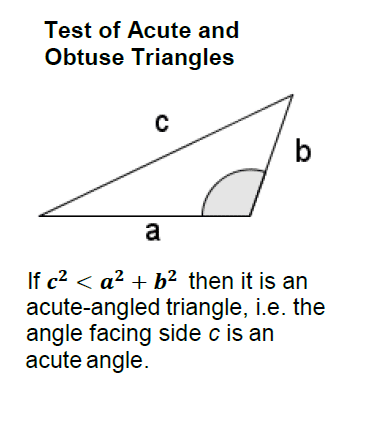 Test of Acute and
Obtuse Triangles
c
b
a
If c² < a² + b² then it is an
acute-angled triangle, i.e. the
angle facing side c is an
acute angle.